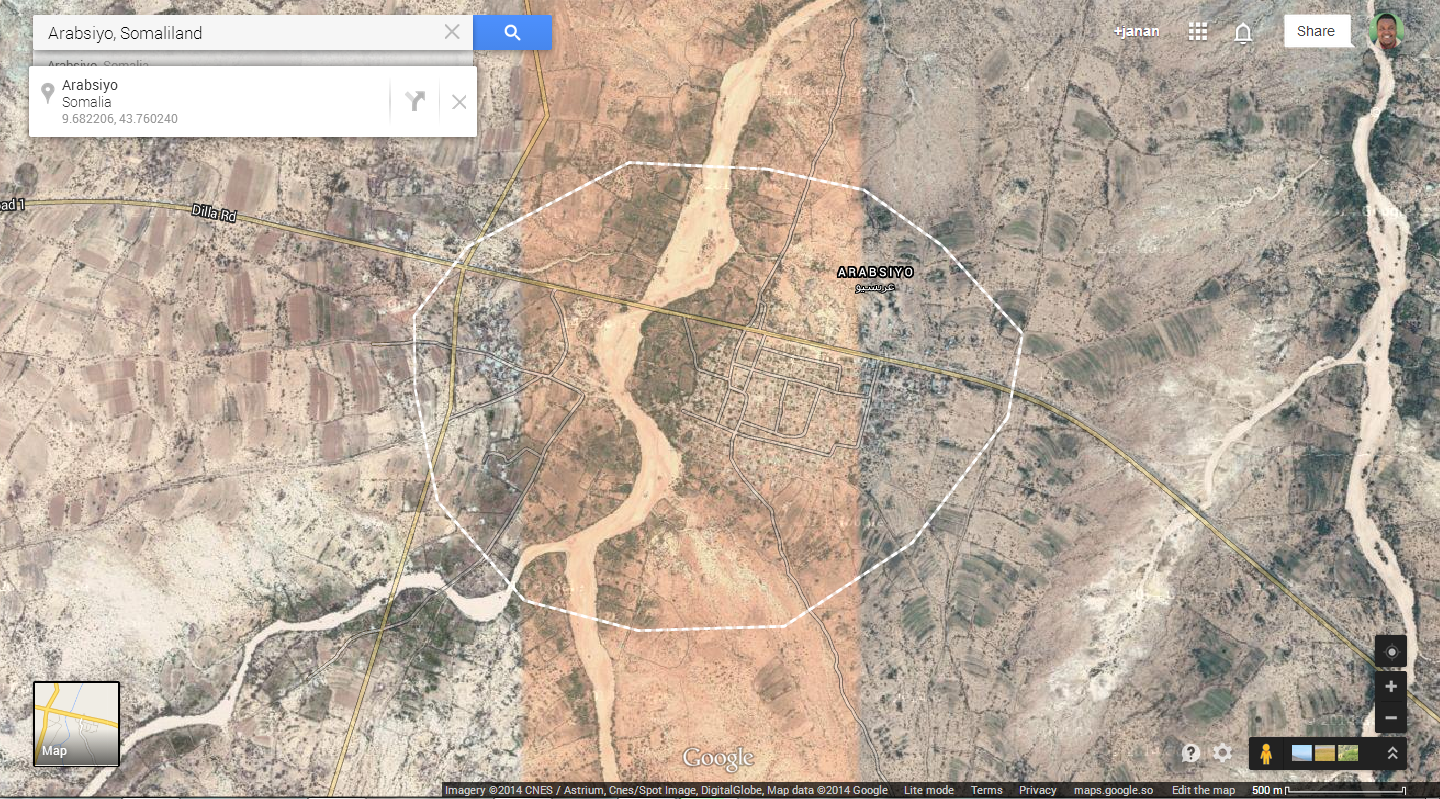 Arabsiyo, Somaliland
+janan
Share
Arabsiyo, Somalia
Arabsiyo
Somalia
9.682206, 43.760240
ad 1
Dilla Rd
ARABSIYO
عربسيو
Map
Google
Imagery ©2014 CNES / Astrium, Cnes/Spot Image, DigitalGlobe, Map data ©2014 Google Lite mode Terms Privacy maps.google.so Edit the map 500 m